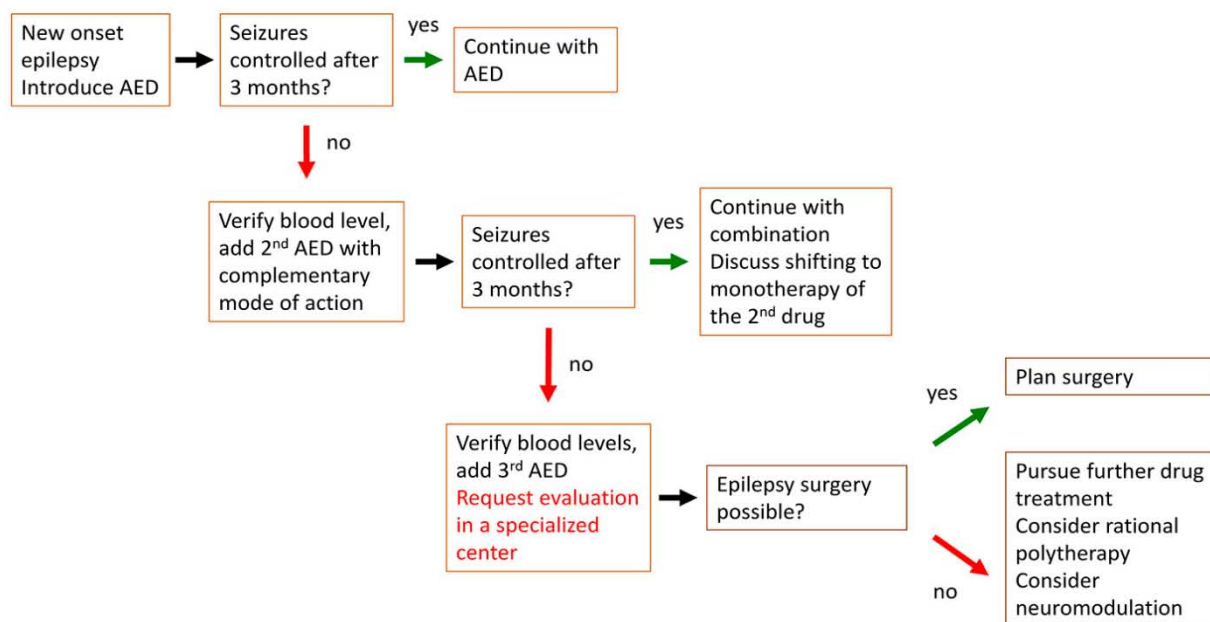 New onset
epilepsy
Introduce AED
Seizures
controlled after
3 months?
yes
Continue with
AED
no
Verify blood level,
add 2nd AED with
complementary
mode of action
Seizures
controlled after
3 months?
yes
Continue with
combination
Discuss shifting to
monotherapy of
the 2nd drug
no
Verify blood levels,
add 3rd AED
Request evaluation
in a specialized
center
Epilepsy surgery
possible?
yes
Plan surgery
no
Pursue further drug
treatment
Consider rational
polytherapy
Consider
neuromodulation